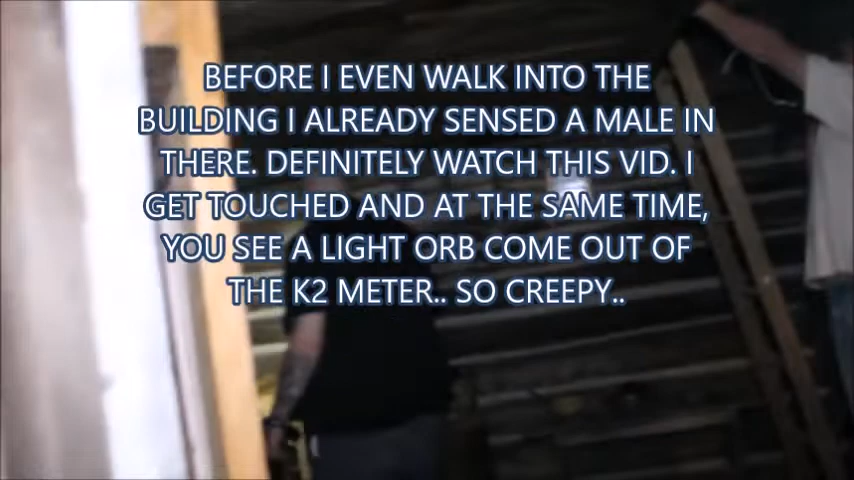 BEFORE I EVEN WALK INTO THE
BUILDING I ALREADY SENSED A MALE IN
THERE. DEFINITELY WATCH THIS VID. I
GET TOUCHED AND AT THE SAME TIME,
YOU SEE A LIGHT ORB COME OUT OF
THE K2 METER.. SO CREEPY..